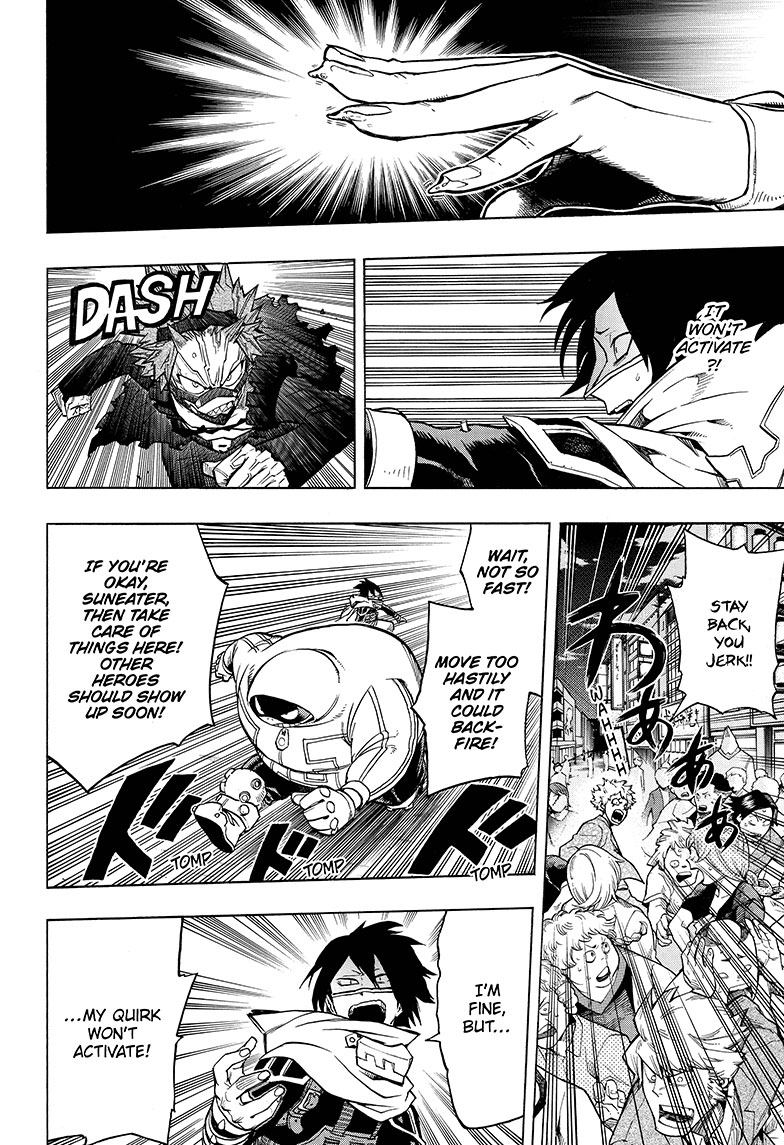 IT
WON'T
ACTIVATE
?!
DASH
STAY
BACK,
YOU
JERK!!
わあああ
WAHHHHH
WAIT,
NOT SO
FAST!
MOVE TOO
HASTILY
AND IT
COULD
BACK-
FIRE!
IF YOU'RE
OKAY,
SUNEATER,
THEN TAKE
CARE OF
THINGS HERE!
OTHER
HEROES
SHOULD SHOW
UP SOON!
ドドド
TOMP
TOMP
TOMP
I'M
FINE,
BUT...
...MY QUIRK
WON'T
ACTIVATE!